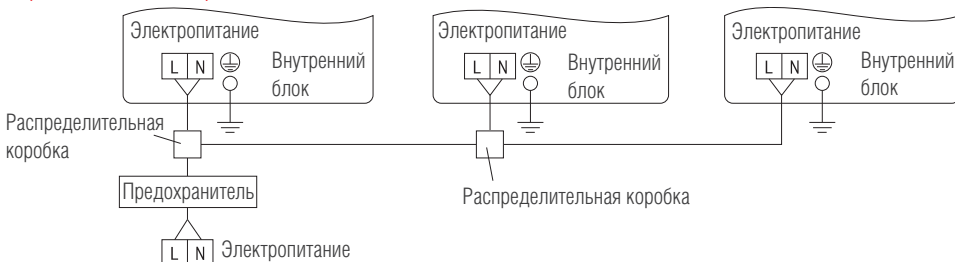 Электропитание
L N
Внутренний
блок
Электропитание
L N
Внутренний
блок
Электропитание
L N
Внутренний
блок
Распределительная
коробка
Распределительная коробка
Предохранитель
L N
Электропитание